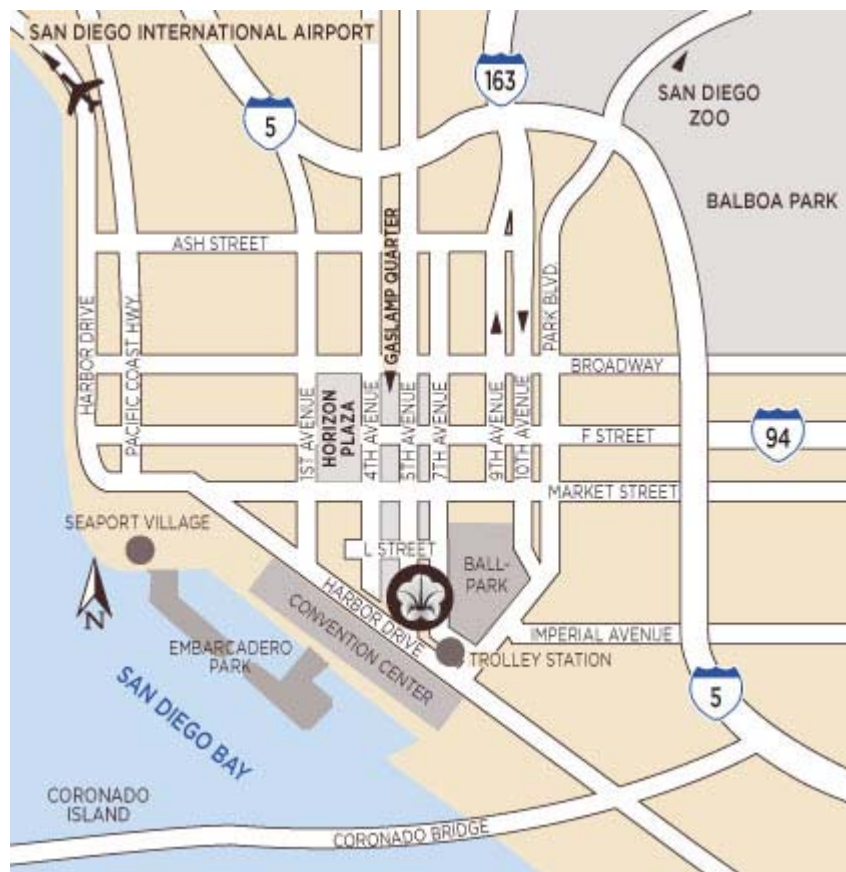 SAN DIEGO INTERNATIONAL AIRPORT
163
5
SAN DIEGO
ZOO
BALBOA PARK
ASH STREET
GASLAMP QUARTER
PARK BLVD.
HARBOR DRIVE
PACIFIC COAST HWY.
BROADWAY
1ST AVENUE
HORIZON
PLAZA
4TH AVENUE
5TH AVENUE
7TH AVENUE
9TH AVENUE
10TH AVENUE
F STREET
94
MARKET STREET
SEAPORT VILLAGE
L STREET
BALL-
PARK
N
HARBOR DRIVE
CONVENTION CENTER
IMPERIAL AVENUE
EMBARCADERO
PARK
TROLLEY STATION
SAN DIEGO BAY
5
CORONADO
ISLAND
CORONADO BRIDGE